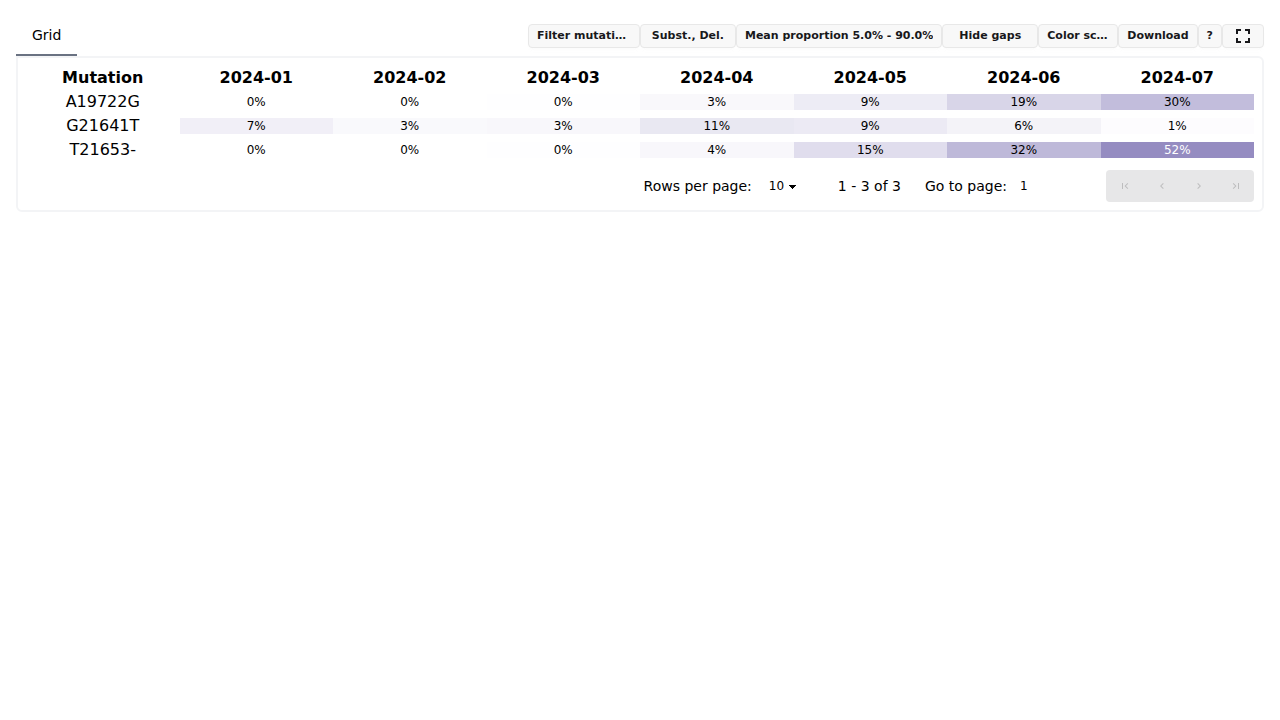 Grid Filter mutati… Subst., Del. Mean proportion 5.0% - 90.0% Hide gaps Color sc… Download ?
Mutation 2024-01 2024-02 2024-03 2024-04 2024-05 2024-06 2024-07
A19722G 0% 0% 0% 3% 9% 19% 30%
G21641T 7% 3% 3% 11% 9% 6% 1%
T21653- 0% 0% 0% 4% 15% 32% 52%
Rows per page: 10 1 - 3 of 3 Go to page: 1